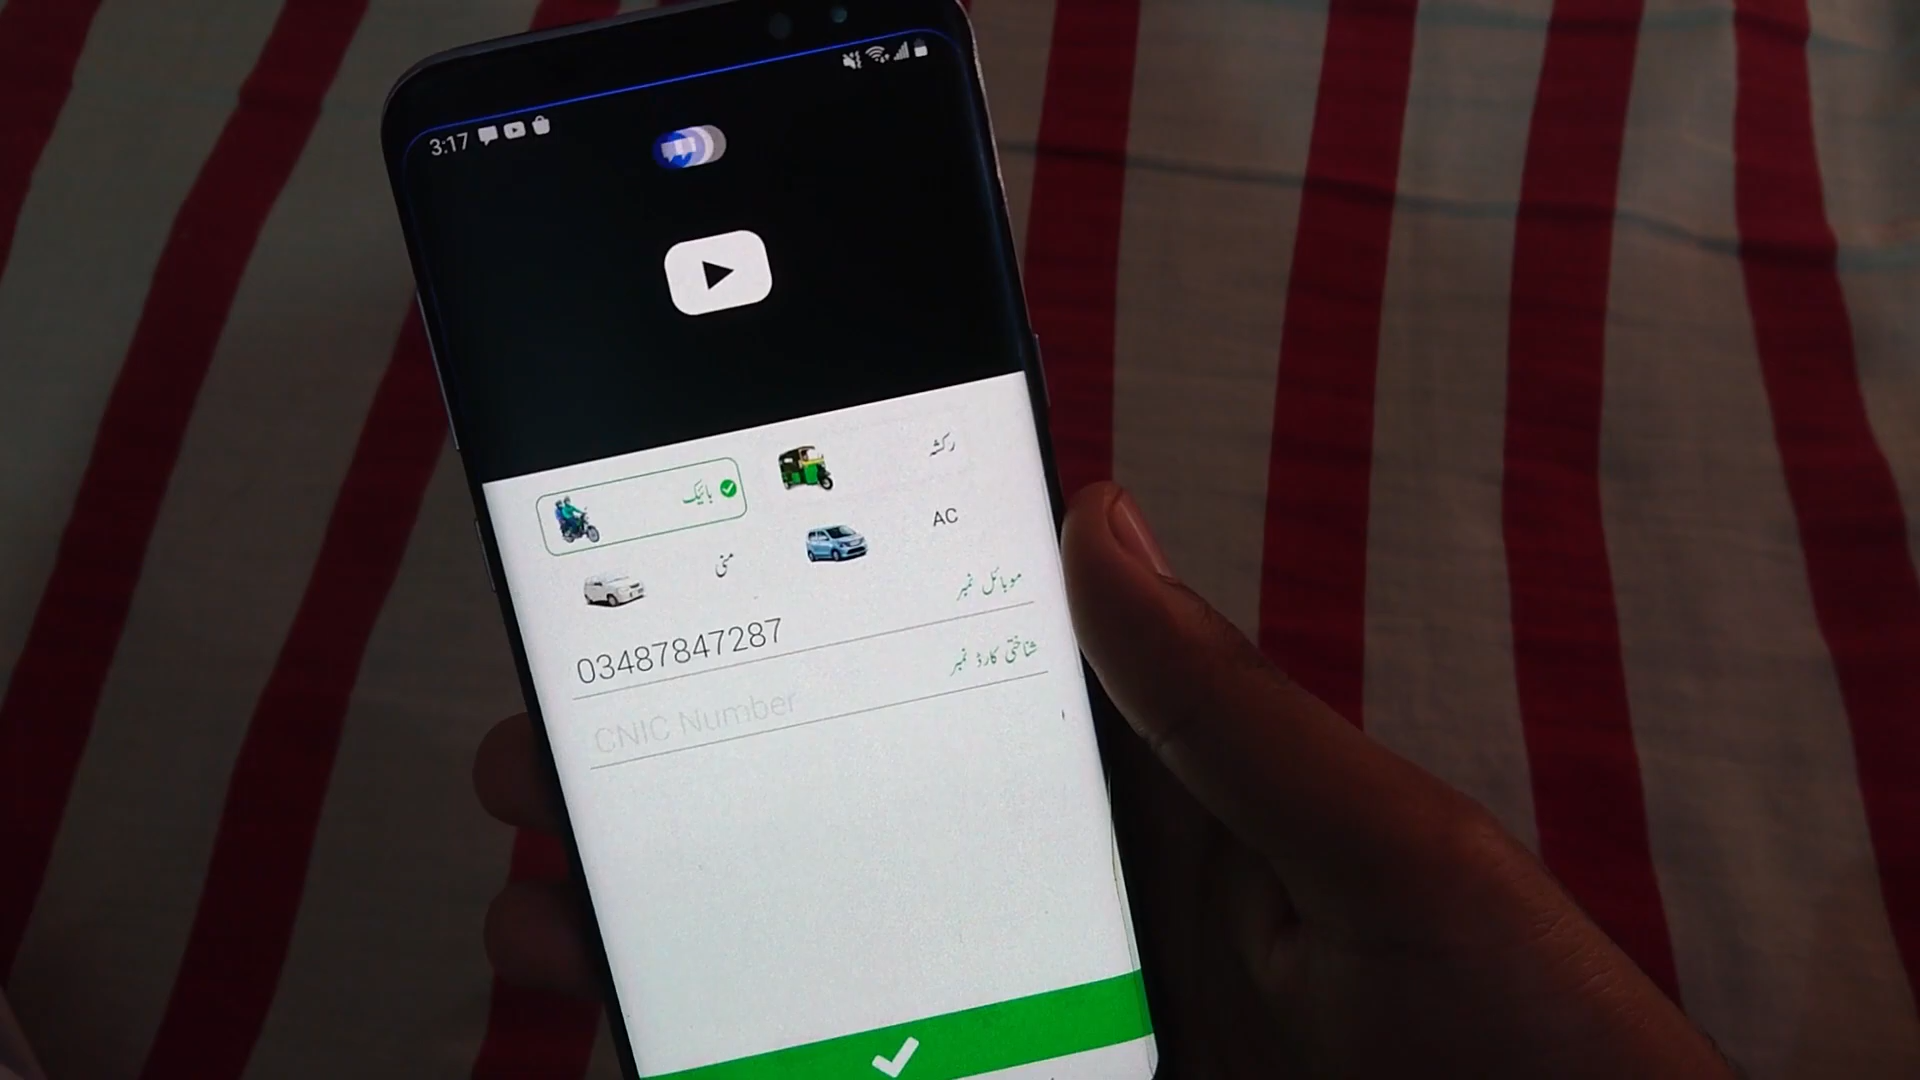 3:17
بائیک
رکشہ
منی
AC
موبائل نمبر
03487847287
شناختی کارڈ نمبر
CNIC Number